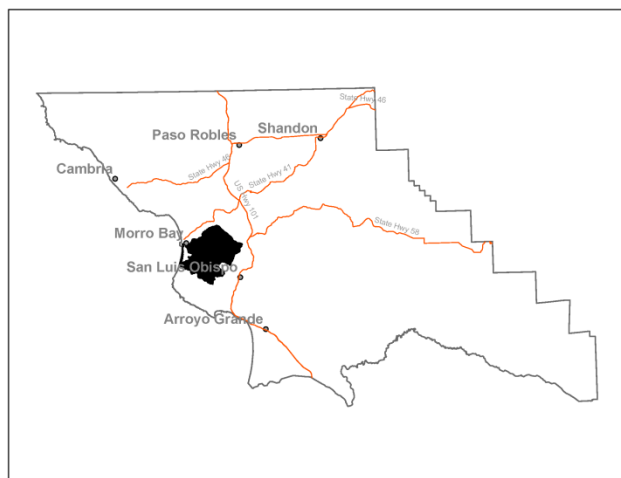 State Hwy 46
Paso Robles
Shandon
State Hwy 46
State Hwy 41
Cambria
US Hwy 101
State Hwy 58
Morro Bay
San Luis Obispo
Arroyo Grande